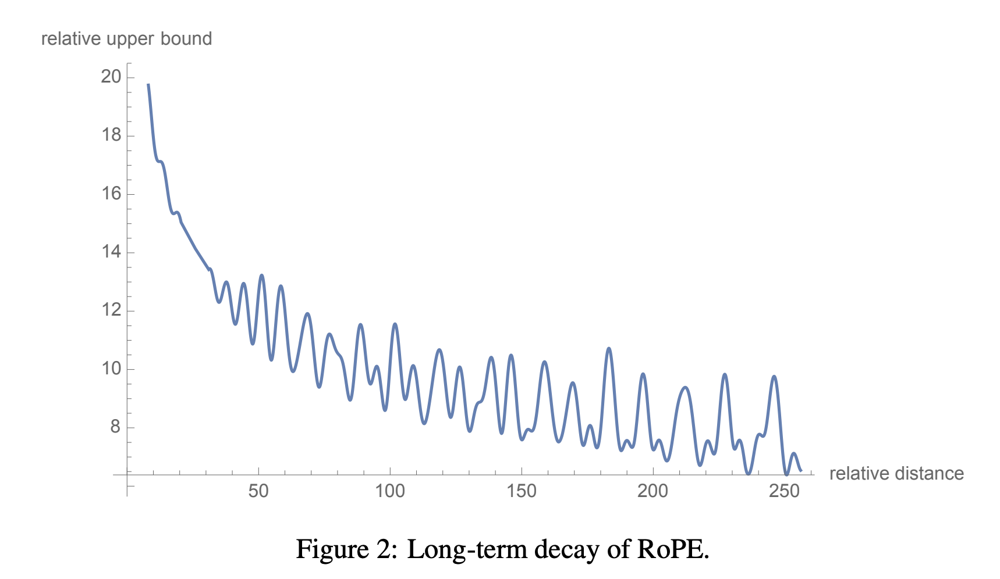 relative upper bound
20
18
16
14
12
10
8
50 100 150 200 250
relative distance
Figure 2: Long-term decay of RoPE.